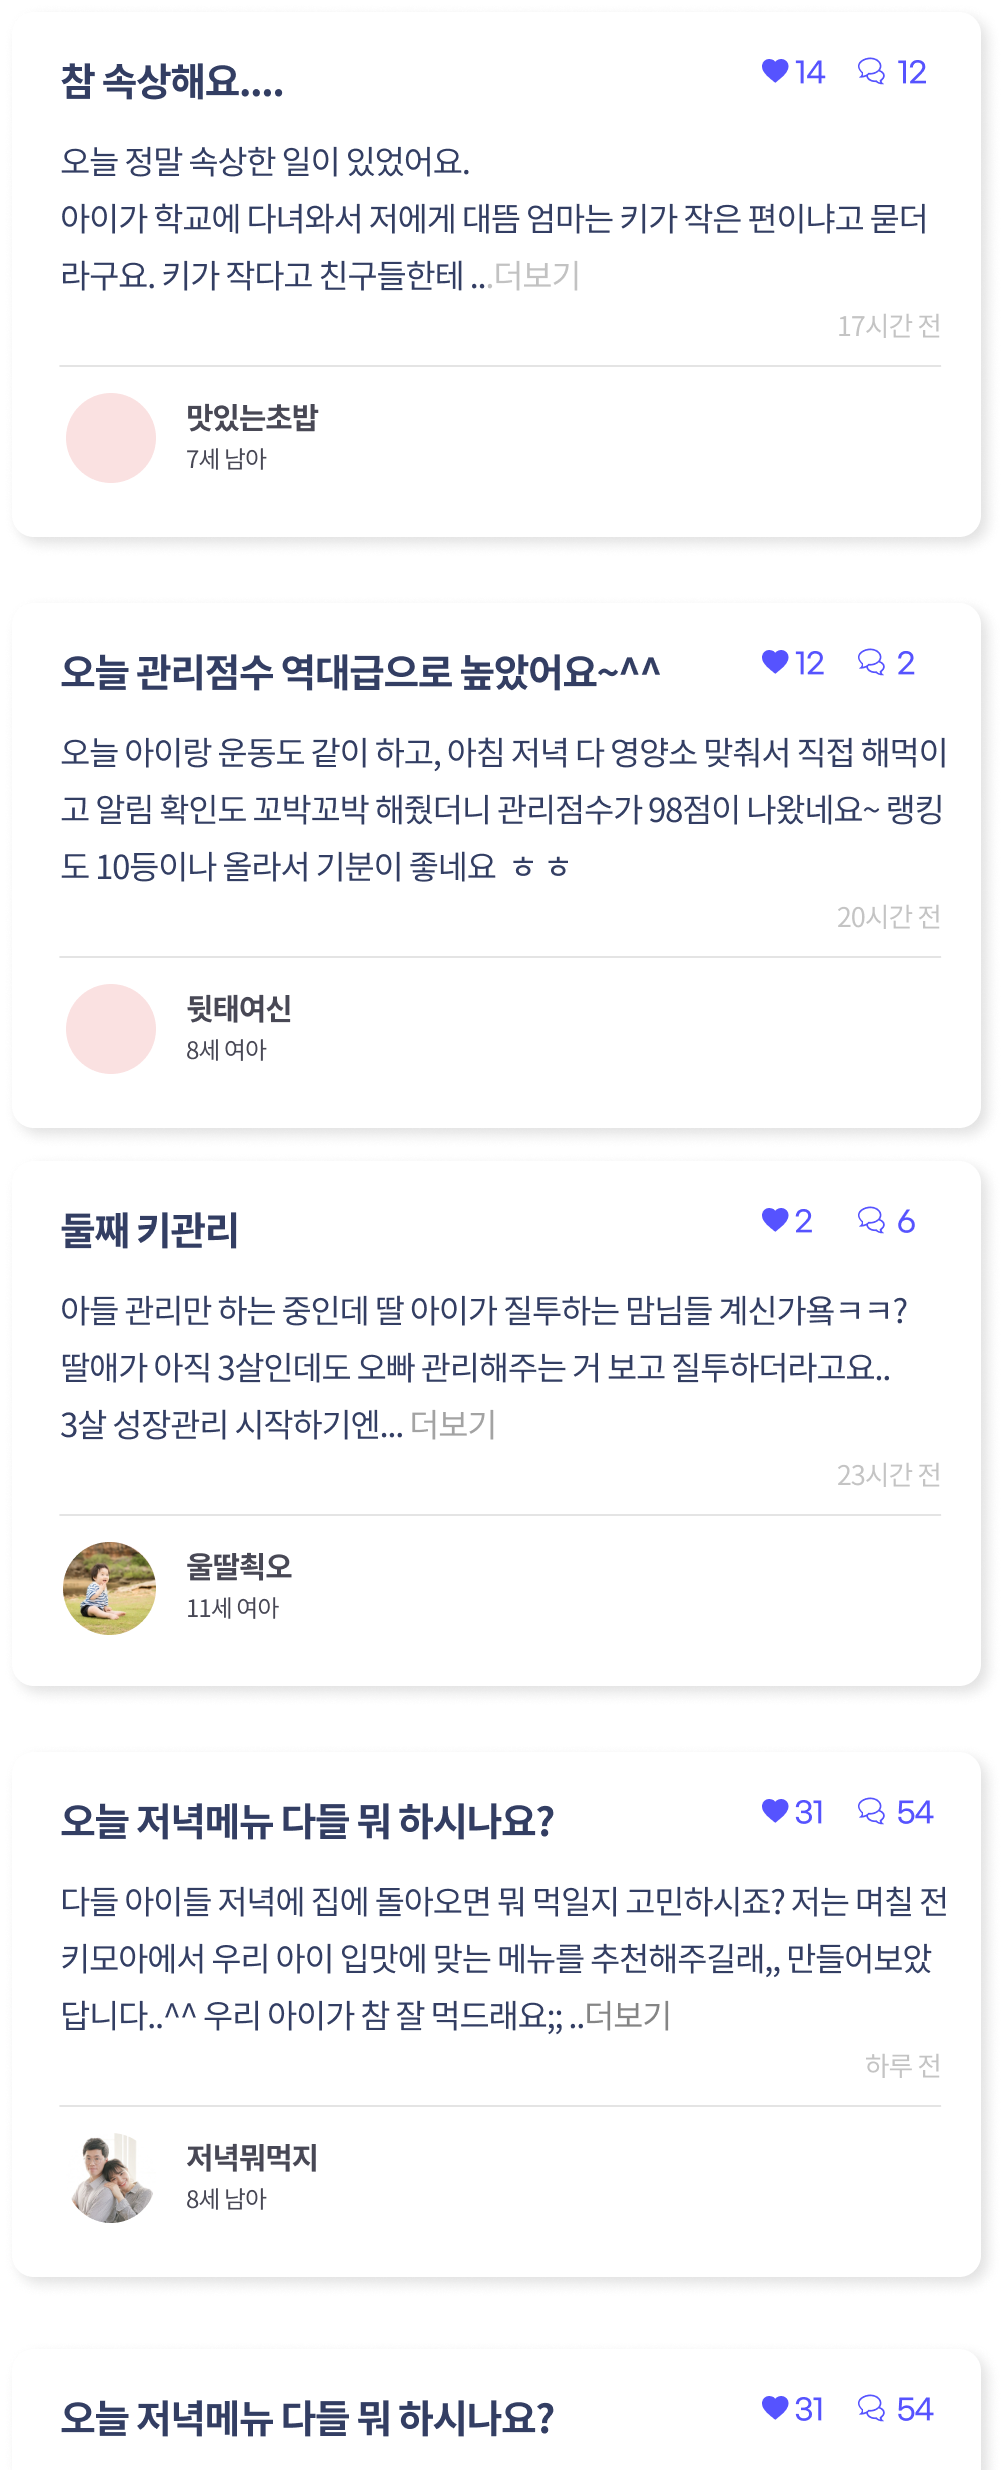 참 속상해요....
14 12
오늘 정말 속상한 일이 있었어요.
아이가 학교에 다녀와서 저에게 대뜸 엄마는 키가 작은 편이냐고 묻더
라구요. 키가 작다고 친구들한테 ...더보기
17시간 전
맛있는초밥
7세 남아
오늘 관리점수 역대급으로 높았어요~^^
12 2
오늘 아이랑 운동도 같이 하고, 아침 저녁 다 영양소 맞춰서 직접 해먹이
고 알림 확인도 꼬박꼬박 해줬더니 관리점수가 98점이 나왔네요~ 랭킹
도 10등이나 올라서 기분이 좋네요 ㅎㅎ
20시간 전
뒷태여신
8세 여아
둘째 키관리
2 6
아들 관리만 하는 중인데 딸 아이가 질투하는 맘님들 계신가욬ㅋㅋ?
딸애가 아직 3살인데도 오빠 관리해주는 거 보고 질투하더라고요..
3살 성장관리 시작하기엔... 더보기
23시간 전
울딸쵝오
11세 여아
오늘 저녁메뉴 다들 뭐 하시나요?
31 54
다들 아이들 저녁에 집에 돌아오면 뭐 먹일지 고민하시죠? 저는 며칠 전
키모아에서 우리 아이 입맛에 맞는 메뉴를 추천해주길래,, 만들어보았
답니다..^^ 우리 아이가 참 잘 먹드래요;; ..더보기
하루 전
저녁뭐먹지
8세 남아
오늘 저녁메뉴 다들 뭐 하시나요?
31 54